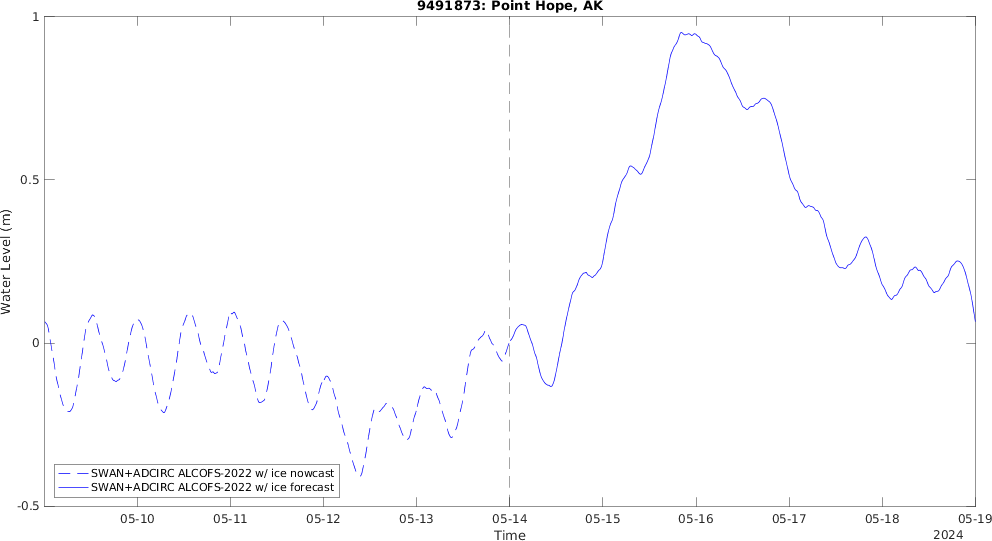 9491873: Point Hope, AK
1
0.5
0
-0.5
Water Level (m)
SWAN+ADCIRC ALCOFS-2022 w/ ice nowcast
SWAN+ADCIRC ALCOFS-2022 w/ ice forecast
05-10 05-11 05-12 05-13 05-14 05-15 05-16 05-17 05-18 05-19
Time
2024